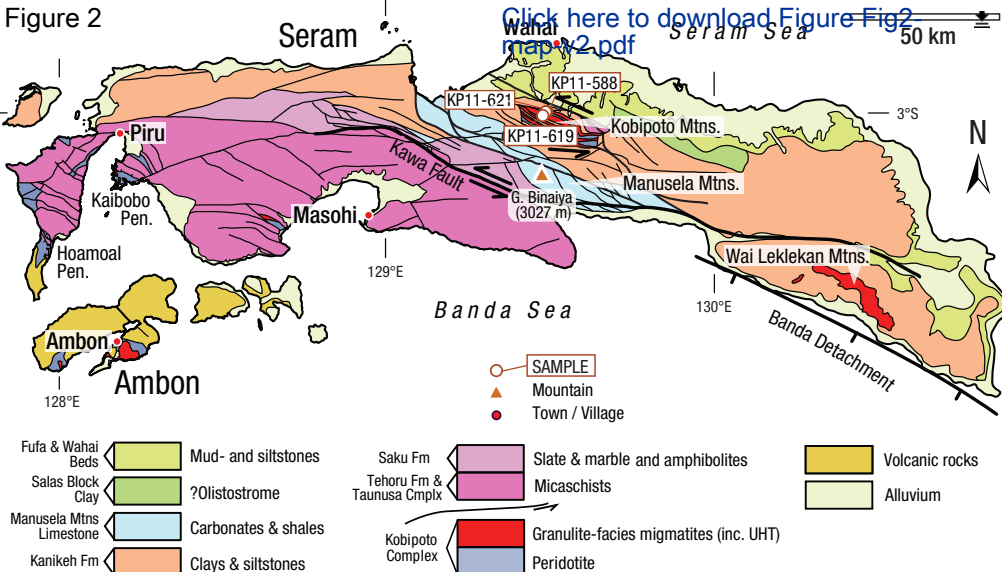 Figure 2
Click here to download Figure Fig2-
map-v2.pdf
Seram
Wahai
Seram Sea
50 km
KP11-588
KP11-621
KP11-619
Kobipoto Mtns.
3°S
N
Piru
Kawa Fault
Kaibobo
Pen.
Masohi
Manusela Mtns.
G. Binaiya
(3027 m)
Hoamoal
Pen.
129°E
Wai Leklekan Mtns.
130°E
Banda Sea
Banda Detachment
Ambon
Ambon
128°E
SAMPLE
Mountain
Town / Village
Fufa & Wahai
Beds
Mud- and siltstones
Salas Block
Clay
?Olistostrome
Manusela Mtns
Limestone
Carbonates & shales
Kanikeh Fm
Clays & siltstones
Saku Fm
Slate & marble and amphibolites
Tehoru Fm &
Taunusa Cmplx
Micaschists
Kobipoto
Complex
Granulite-facies migmatites (inc. UHT)
Peridotite
Volcanic rocks
Alluvium